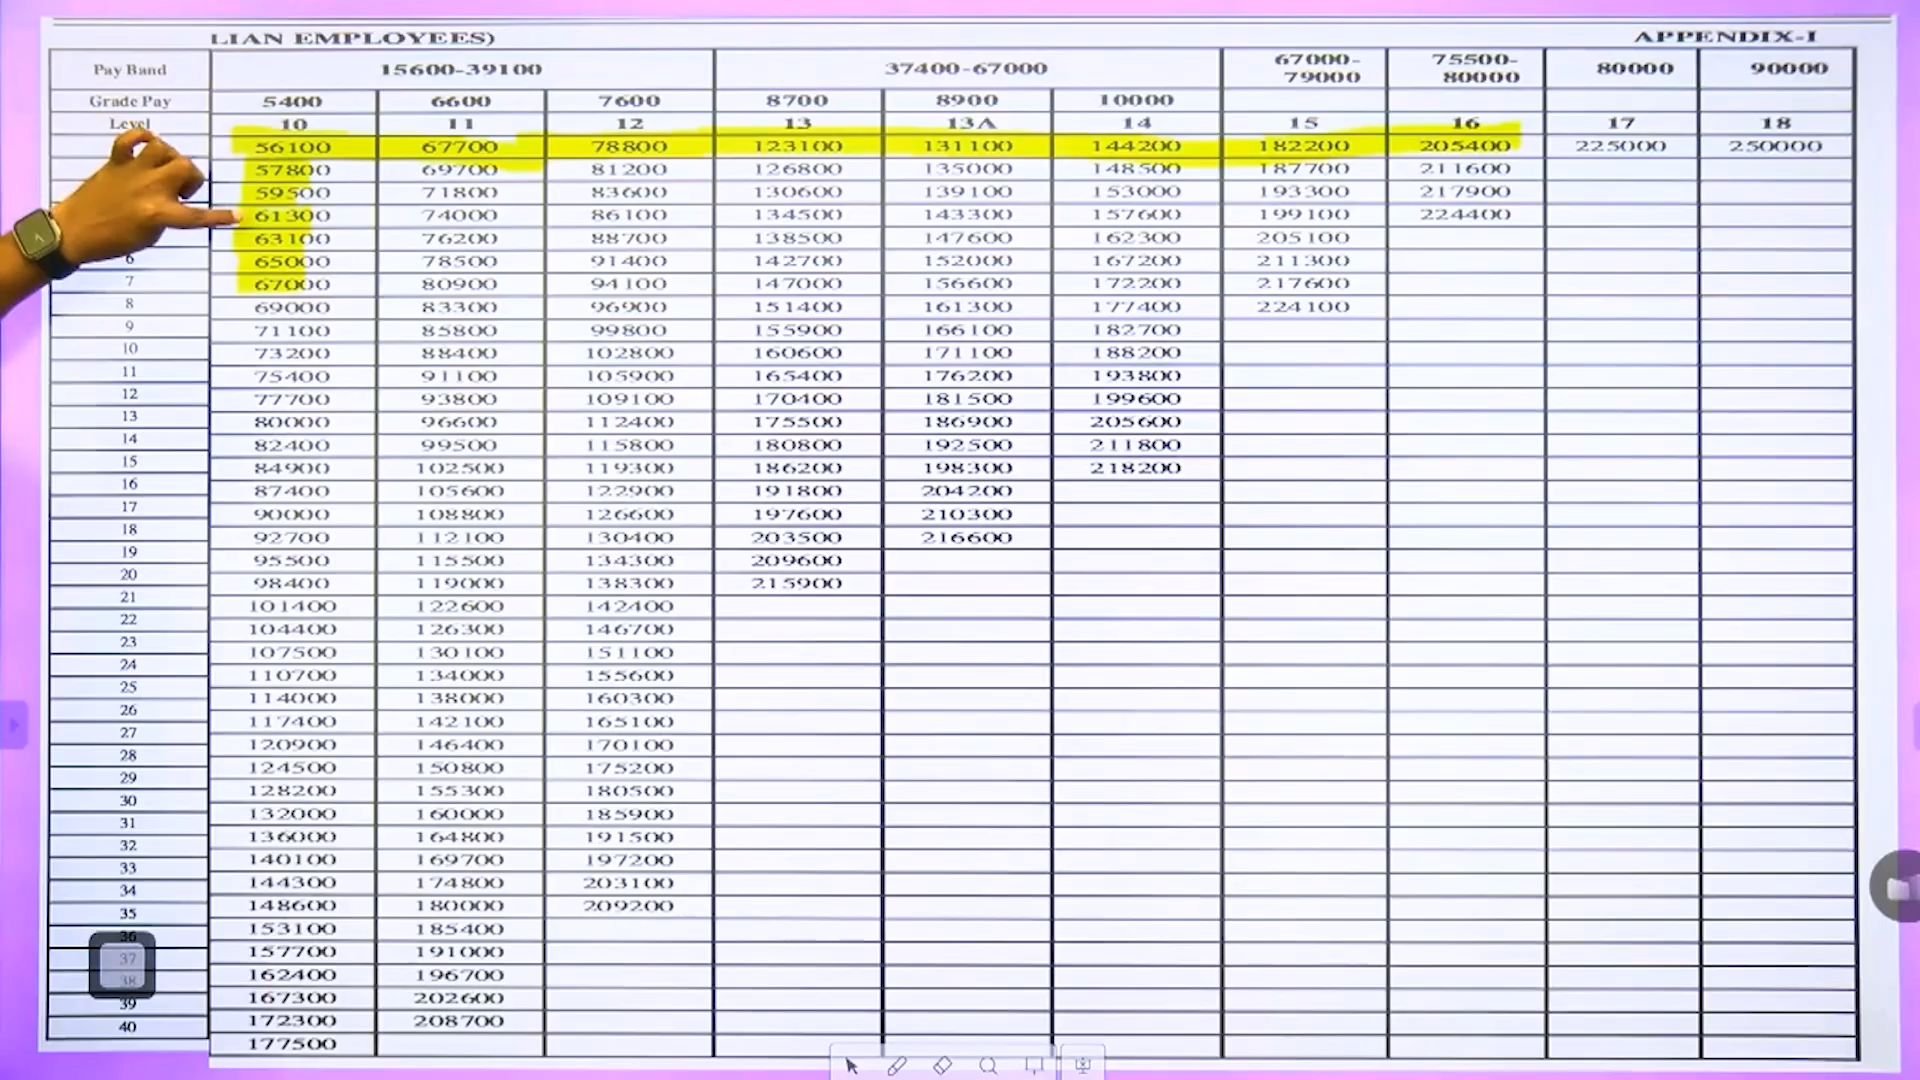 LIAN EMPLOYEES) APPENDIX-I
Pay Band 15600-39100 37400-67000 67000-79000 75500-80000 80000 90000
Grade Pay 5400 6600 7600 8700 8900 10000
Level 10 11 12 13 13A 14 15 16 17 18
56100 67700 78800 123100 131100 144200 182200 205400 225000 250000
57800 69700 81200 126800 135000 148500 187700 211600
59500 71800 83600 130600 139100 153000 193300 217900
61300 74000 86100 134500 143300 157600 199100 224400
63100 76200 88700 138500 147600 162300 205100
6 65000 78500 91400 142700 152000 167200 211300
7 67000 80900 94100 147000 156600 172200 217600
8 69000 83300 96900 151400 161300 177400 224100
9 71100 85800 99800 155900 166100 182700
10 73200 88400 102800 160600 171100 188200
11 75400 91100 105900 165400 176200 193800
12 77700 93800 109100 170400 181500 199600
13 80000 96600 112400 175500 186900 205600
14 82400 99500 115800 180800 192500 211800
15 84900 102500 119300 186200 198300 218200
16 87400 105600 122900 191800 204200
17 90000 108800 126600 197600 210300
18 92700 112100 130400 203500 216600
19 95500 115500 134300 209600
20 98400 119000 138300 215900
21 101400 122600 142400
22 104400 126300 146700
23 107500 130100 151100
24 110700 134000 155600
25 114000 138000 160300
26 117400 142100 165100
27 120900 146400 170100
28 124500 150800 175200
29 128200 155300 180500
30 132000 160000 185900
31 136000 164800 191500
32 140100 169700 197200
33 144300 174800 203100
34 148600 180000 209200
35 153100 185400
36 157700 191000
37 162400 196700
38 167300 202600
39 172300 208700
40 177500